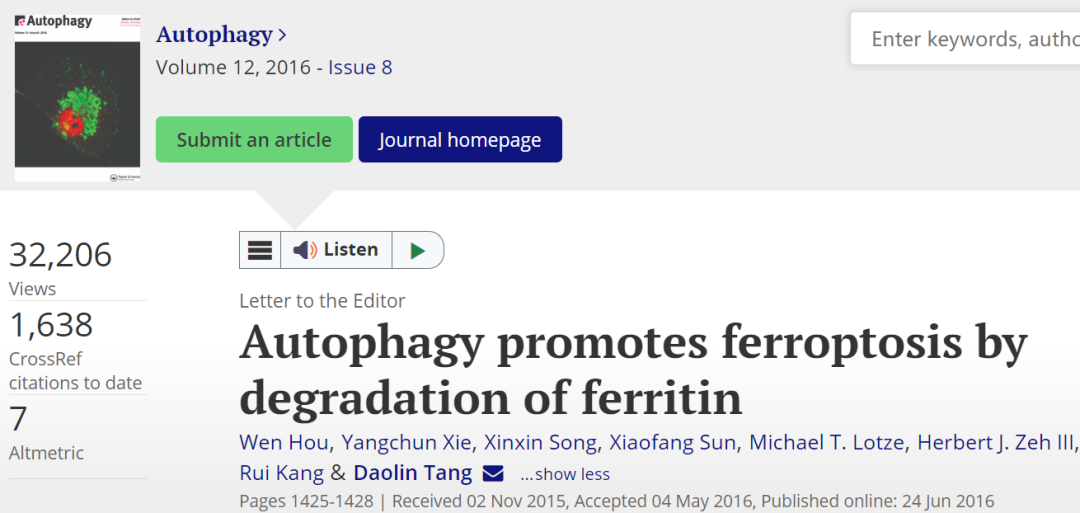 Autophagy
Autophagy >
Volume 12, 2016 - Issue 8
Enter keywords, autho
Submit an article
Journal homepage
32,206
Views
1,638
CrossRef
citations to date
7
Altmetric
Listen
Letter to the Editor
Autophagy promotes ferroptosis by
degradation of ferritin
Wen Hou, Yangchun Xie, Xinxin Song, Xiaofang Sun, Michael T. Lotze, Herbert J. Zeh III,
Rui Kang & Daolin Tang ...show less
Pages 1425-1428 | Received 02 Nov 2015, Accepted 04 May 2016, Published online: 24 Jun 2016